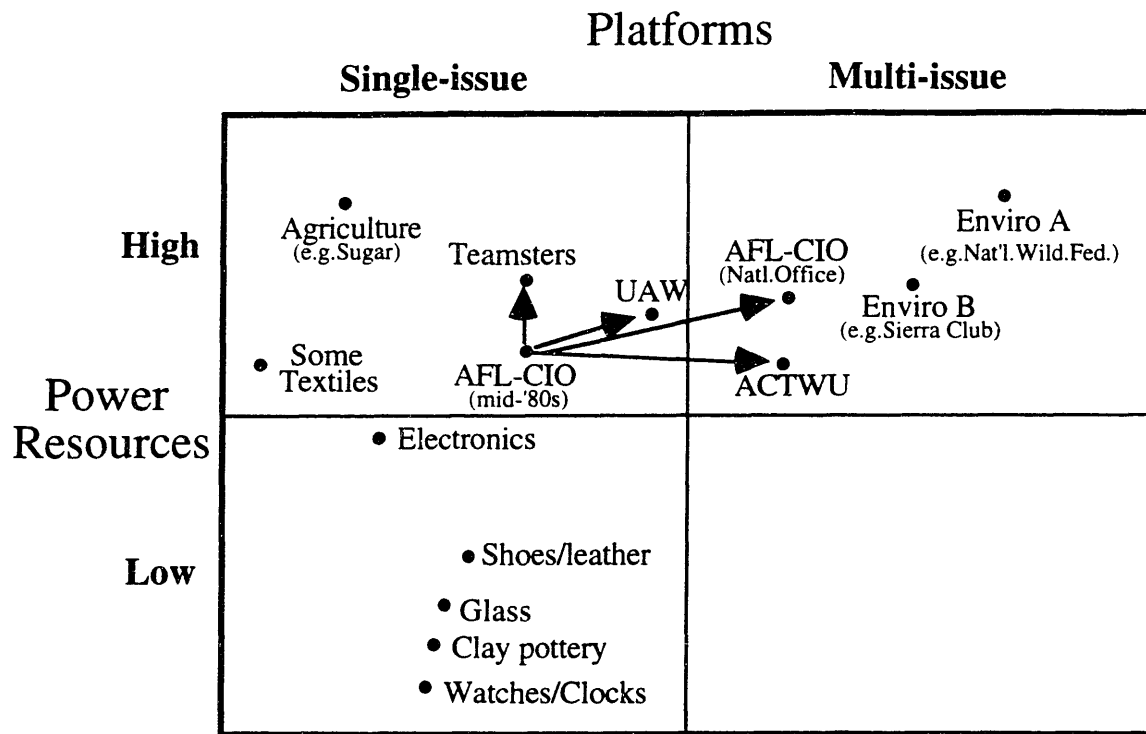 Platforms
Single-issue
Multi-issue
High
Agriculture
(e.g.Sugar)
Teamsters
UAW
AFL-CIO
(Natl.Office)
Enviro A
(e.g.Nat'l.Wild.Fed.)
Enviro B
(e.g.Sierra Club)
Some
Textiles
AFL-CIO
(mid-'80s)
ACTWU
Power
Resources
Electronics
Low
Shoes/leather
Glass
Clay pottery
Watches/Clocks